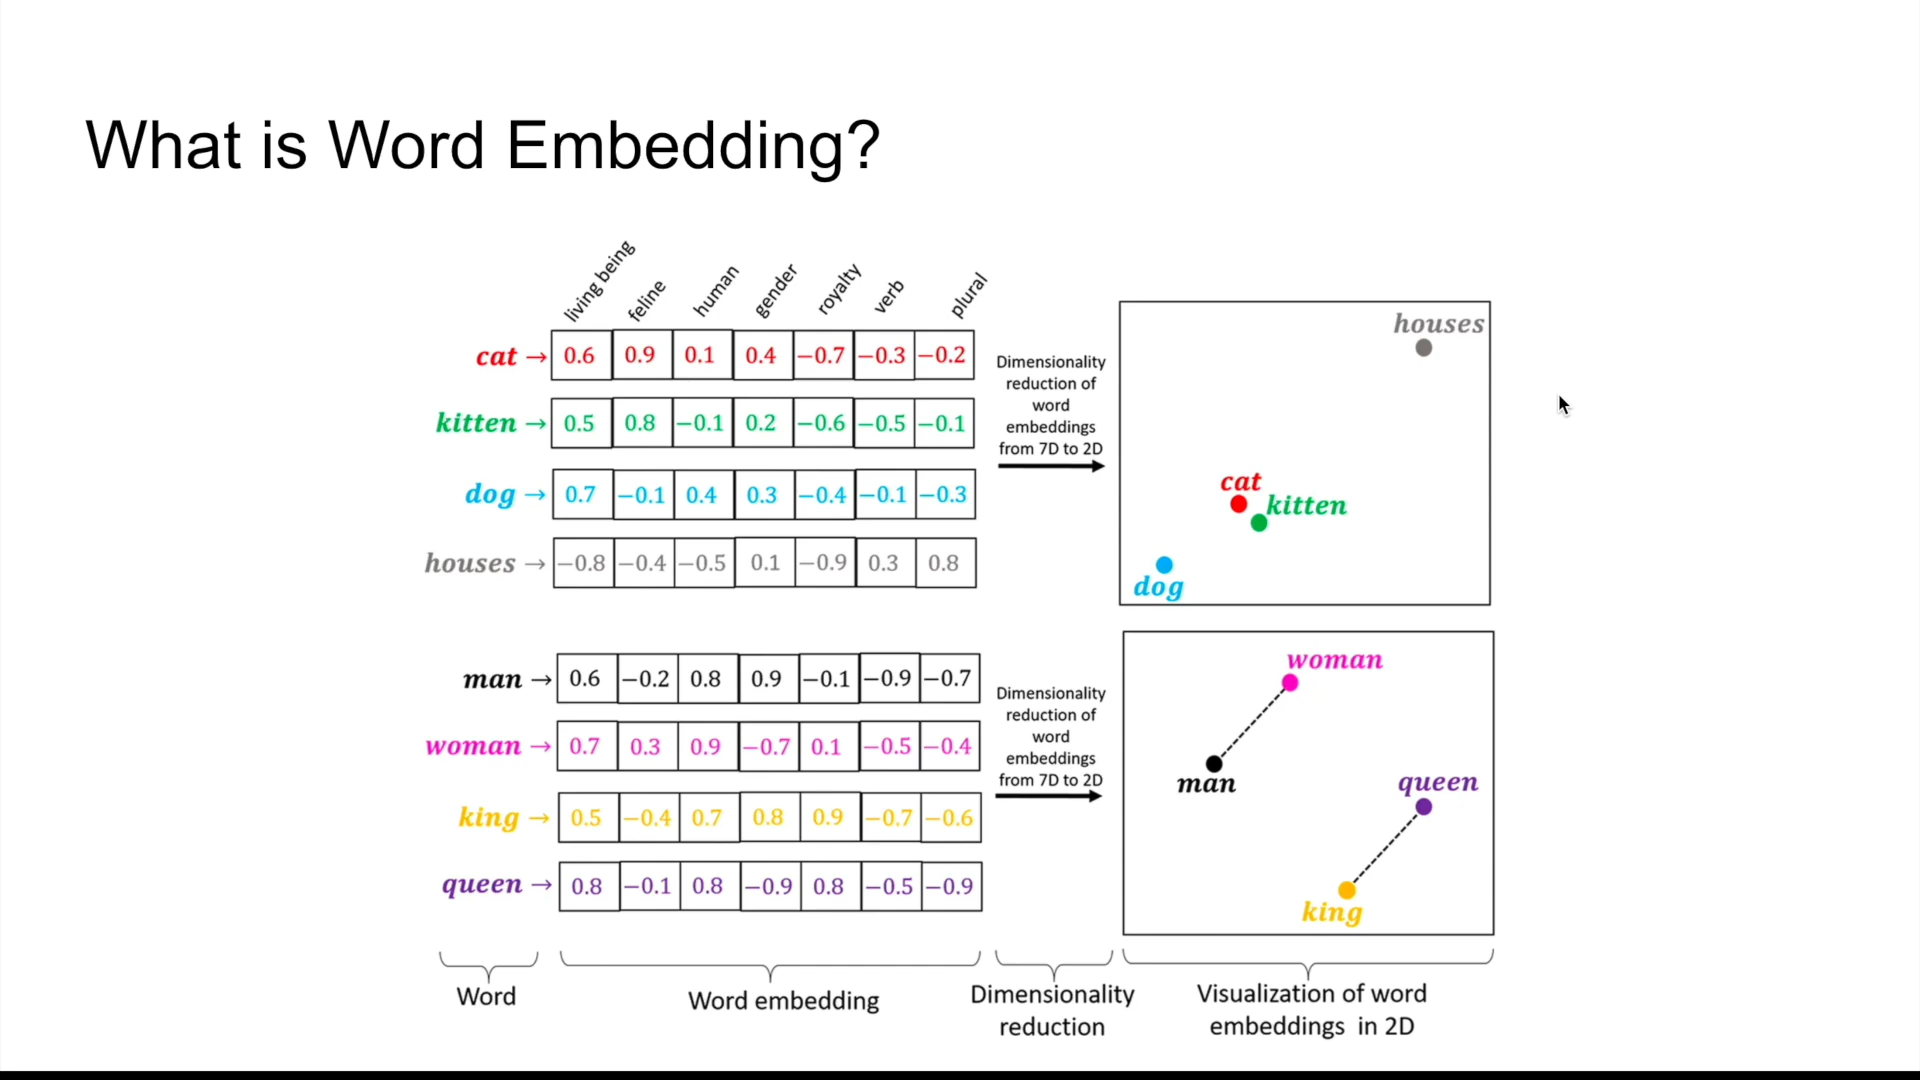 What is Word Embedding?
living being feline human gender royalty verb plural
cat → 0.6 0.9 0.1 0.4 −0.7 −0.3 −0.2
kitten → 0.5 0.8 −0.1 0.2 −0.6 −0.5 −0.1
dog → 0.7 −0.1 0.4 0.3 −0.4 −0.1 −0.3
houses → −0.8 −0.4 −0.5 0.1 −0.9 0.3 0.8
Dimensionality
reduction of
word
embeddings
from 7D to 2D
houses
cat
kitten
dog
man → 0.6 −0.2 0.8 0.9 −0.1 −0.9 −0.7
woman → 0.7 0.3 0.9 −0.7 0.1 −0.5 −0.4
king → 0.5 −0.4 0.7 0.8 0.9 −0.7 −0.6
queen → 0.8 −0.1 0.8 −0.9 0.8 −0.5 −0.9
Dimensionality
reduction of
word
embeddings
from 7D to 2D
woman
man
queen
king
Word
Word embedding
Dimensionality
reduction
Visualization of word
embeddings in 2D